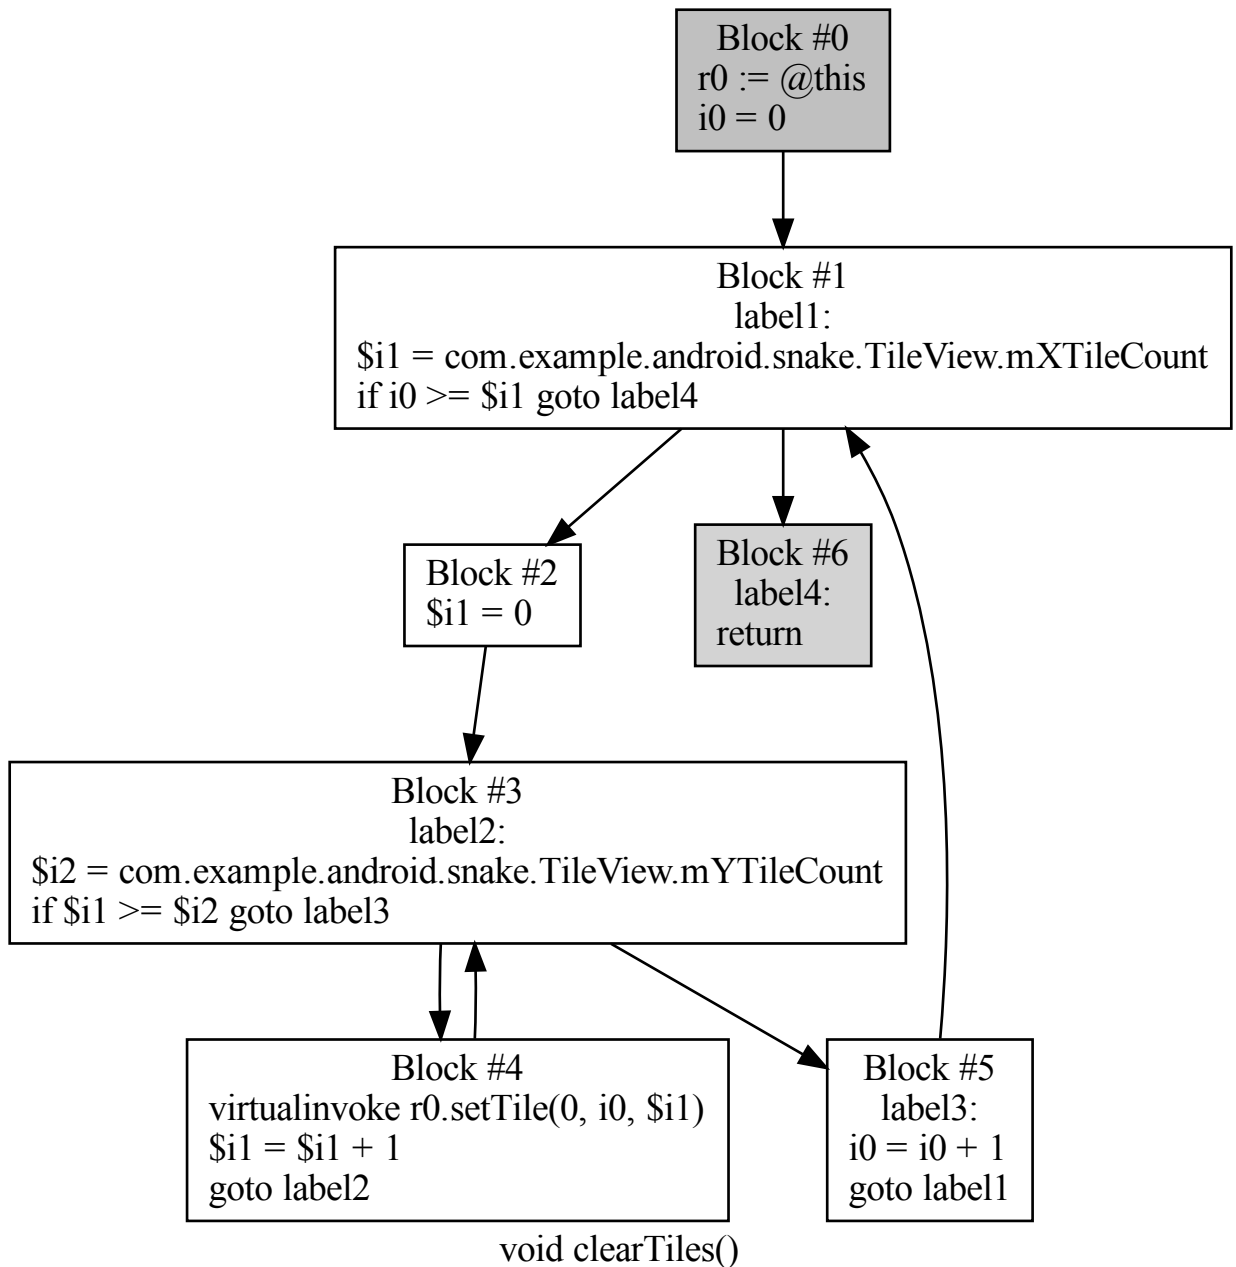 Block #0
r0 := @this
i0 = 0
Block #1
label1:
$i1 = com.example.android.snake.TileView.mXTileCount
if i0 >= $i1 goto label4
Block #2
$i1 = 0
Block #6
label4:
return
Block #3
label2:
$i2 = com.example.android.snake.TileView.mYTileCount
if $i1 >= $i2 goto label3
Block #4
virtualinvoke r0.setTile(0, i0, $i1)
$i1 = $i1 + 1
goto label2
Block #5
label3:
i0 = i0 + 1
goto label1
void clearTiles()